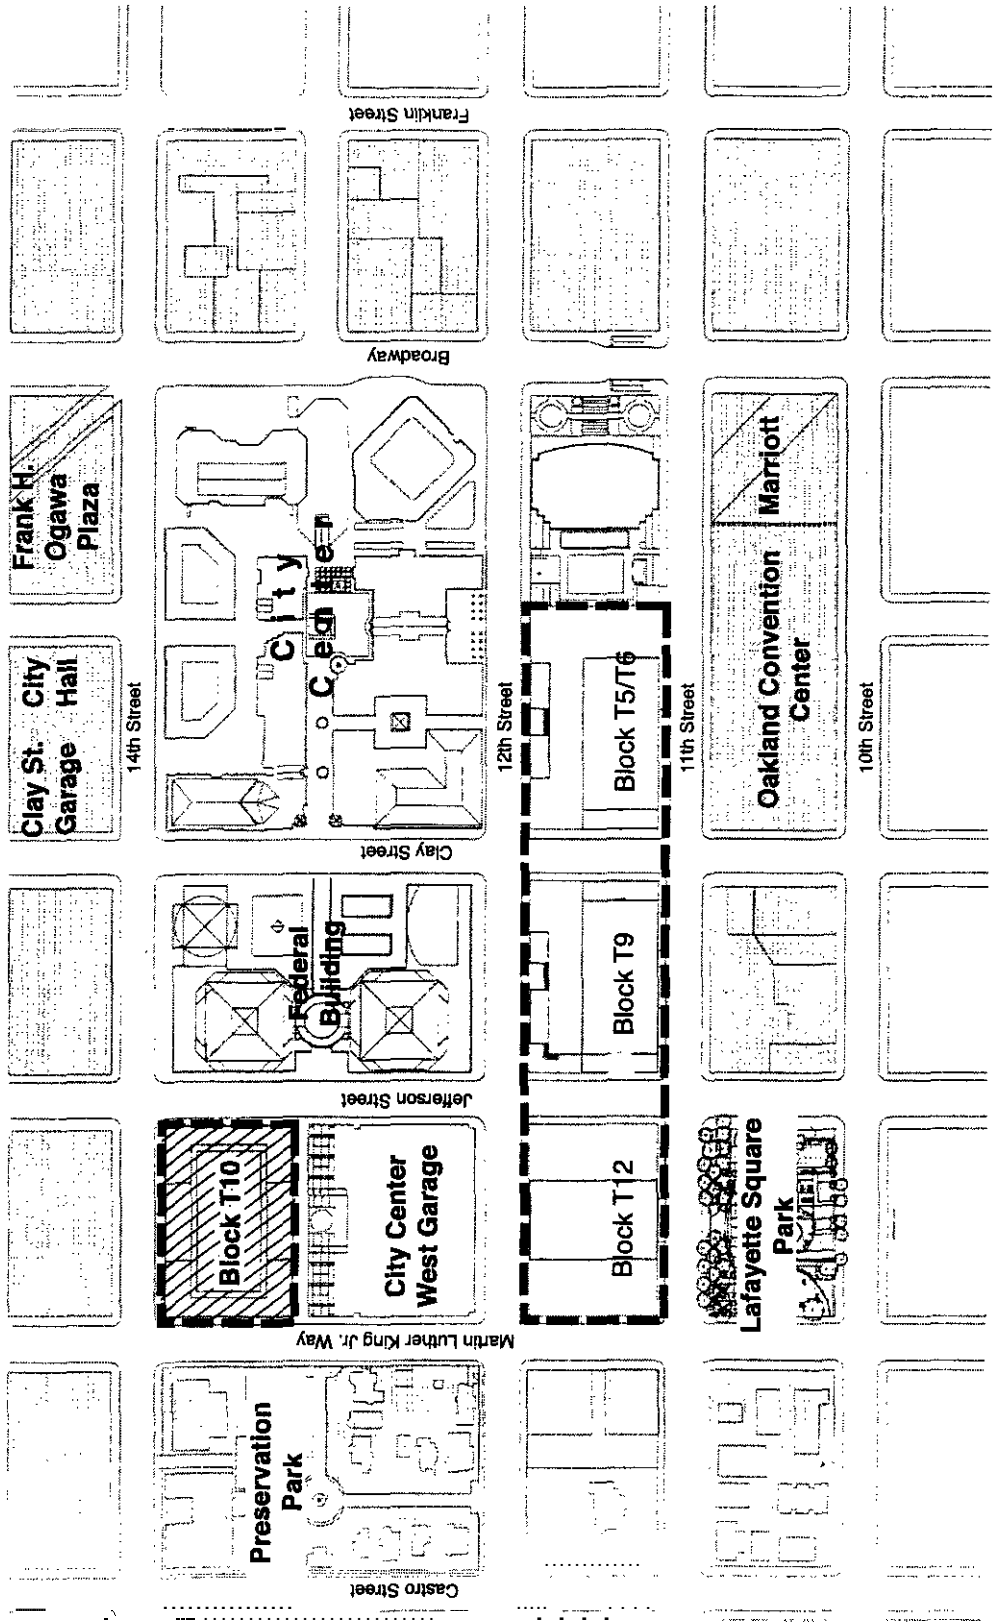 Franklin Street
Broadway
Frank H.
Ogawa
Plaza
Clay St.
Garage
City
Hall
14th Street
City
Center
12th Street
Block T5/T6
11th Street
Marriott
Oakland Convention
Center
10th Street
Clay Street
Federal
Building
Block T9
Jefferson Street
Block T10
City Center
West Garage
Block T12
Lafayette Square
Park
Martin Luther King Jr. Way
Preservation
Park
Castro Street